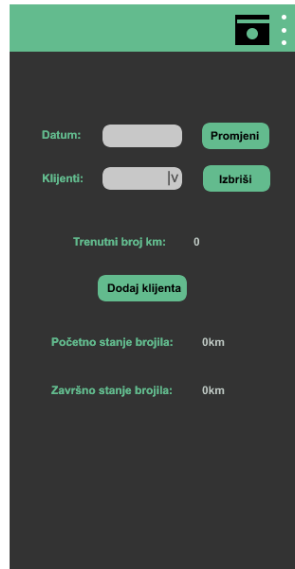 Datum: Promjeni
Klijenti: V Izbriši
Trenutni broj km: 0
Dodaj klijenta
Početno stanje brojila: 0km
Završno stanje brojila: 0km